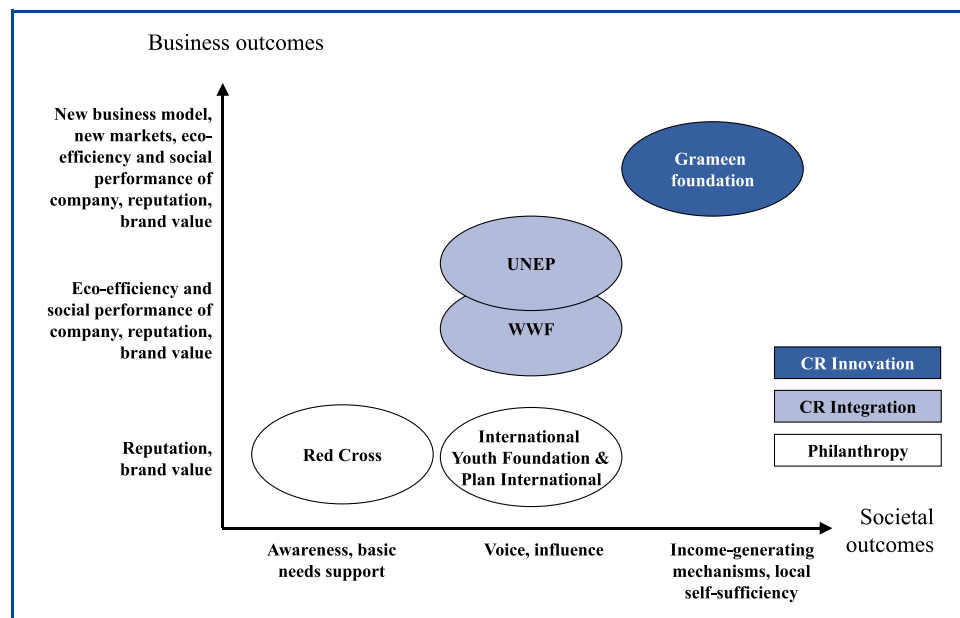 Business outcomes
New business model,
new markets, eco-
efficiency and social
performance of
company, reputation,
brand value
Grameen
foundation
UNEP
Eco-efficiency and
social performance of
company, reputation,
brand value
WWF
CR Innovation
CR Integration
Philanthropy
Reputation,
brand value
Red Cross
International
Youth Foundation &
Plan International
Societal
outcomes
Awareness, basic
needs support
Voice, influence
Income-generating
mechanisms, local
self-sufficiency